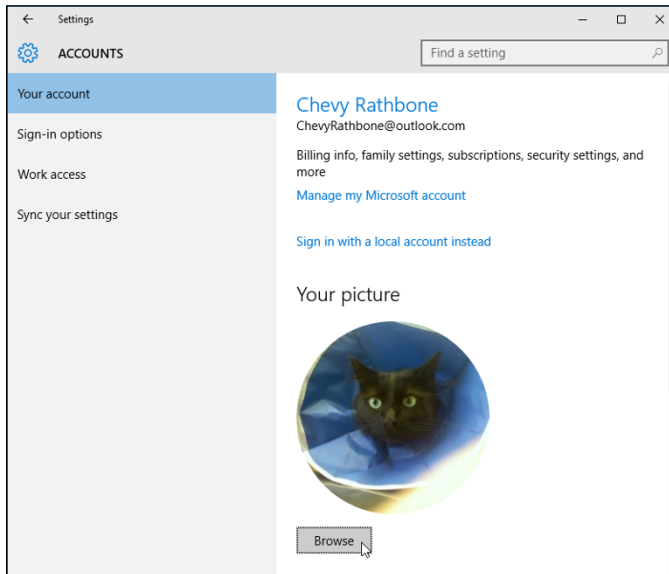 Settings
ACCOUNTS
Find a setting
Your account
Sign-in options
Work access
Sync your settings
Chevy Rathbone
ChevyRathbone@outlook.com
Billing info, family settings, subscriptions, security settings, and
more
Manage my Microsoft account
Sign in with a local account instead
Your picture
Browse